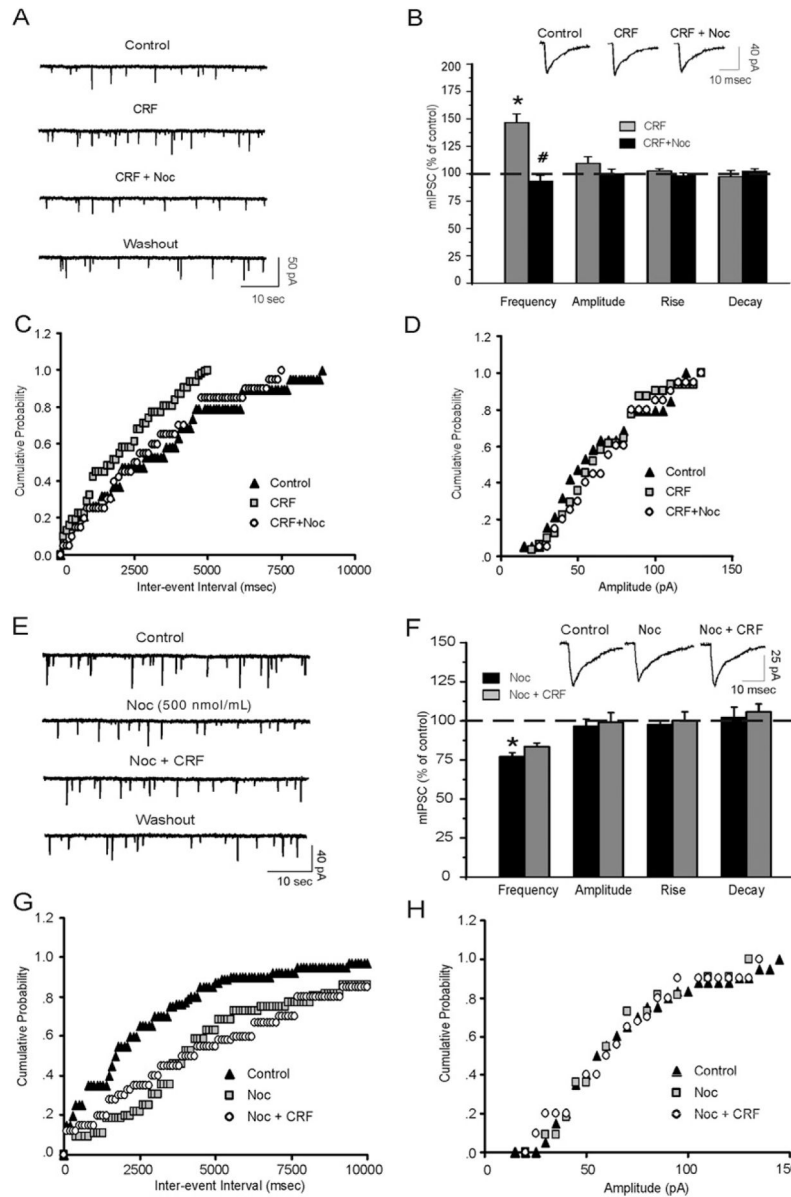 A
Control
CRF
CRF + Noc
Washout
50 pA
10 sec
B
Control CRF CRF + Noc
40 pA
10 msec
mIPSC (% of control)
200
175
150
125
100
75
50
25
0
*
#
CRF
CRF+Noc
Frequency Amplitude Rise Decay
C
Cumulative Probability
1.2
1.0
0.8
0.6
0.4
0.2
0.0
Control
CRF
CRF+Noc
0 2500 5000 7500 10000
Inter-event Interval (msec)
D
Cumulative Probability
1.2
1.0
.8
.6
.4
.2
.0
Control
CRF
CRF+Noc
0 50 100 150
Amplitude (pA)
E
Control
Noc (500 nmol/mL)
Noc + CRF
Washout
40 pA
10 sec
F
Control Noc Noc + CRF
25 pA
10 msec
mIPSC (% of control)
150
125
100
75
50
25
0
Noc
Noc + CRF
*
Frequency Amplitude Rise Decay
G
Cumulative Probability
1.2
1.0
.8
.6
.4
.2
.0
Control
Noc
Noc + CRF
0 2500 5000 7500 10000
Inter-event Interval (msec)
H
Cumulative Probability
1.2
1.0
.8
.6
.4
.2
.0
Control
Noc
Noc + CRF
0 50 100 150
Amplitude (pA)